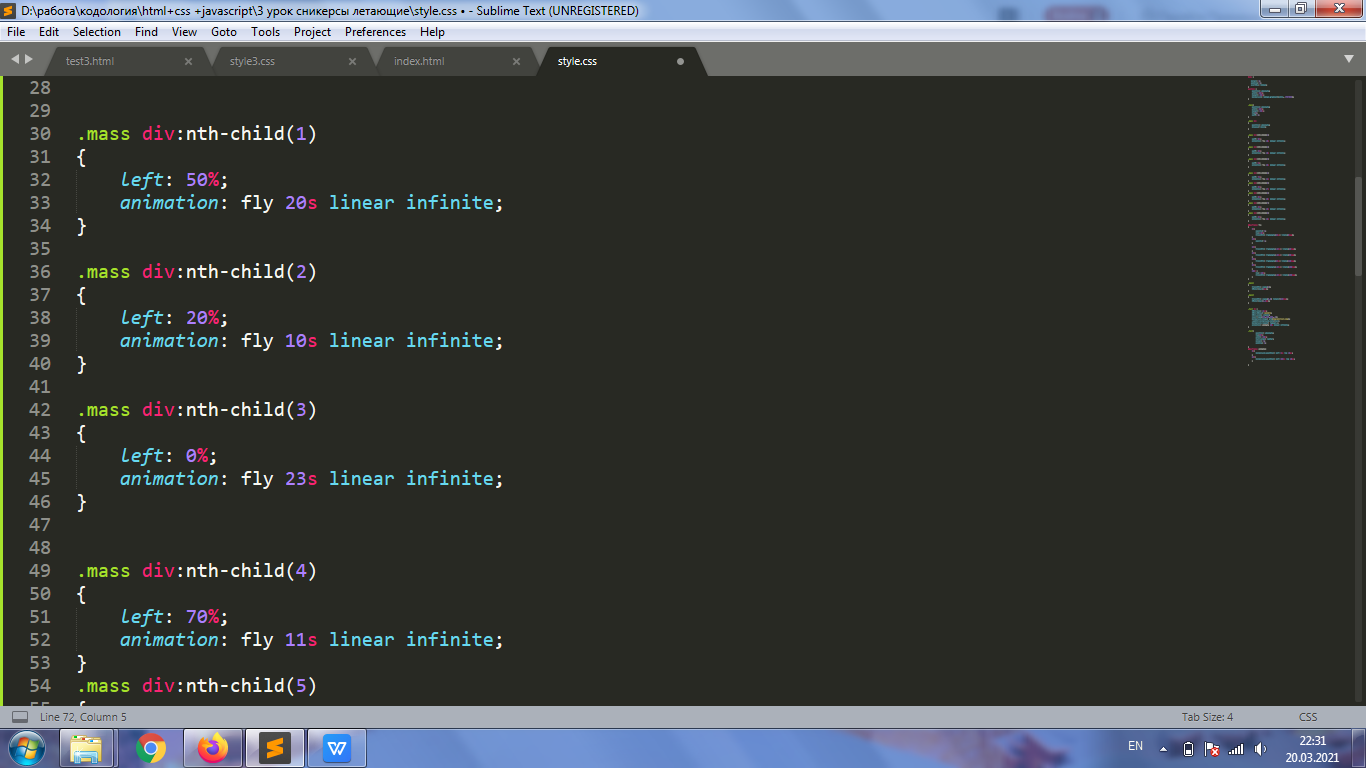 D:\работа\кодология\html+css +javascript\3 урок сникерсы летающие\style.css • - Sublime Text (UNREGISTERED)
File Edit Selection Find View Goto Tools Project Preferences Help
test3.html × style3.css × index.html × style.css
28
29
30 .mass div:nth-child(1)
31 {
32 left: 50%;
33 animation: fly 20s linear infinite;
34 }
35
36 .mass div:nth-child(2)
37 {
38 left: 20%;
39 animation: fly 10s linear infinite;
40 }
41
42 .mass div:nth-child(3)
43 {
44 left: 0%;
45 animation: fly 23s linear infinite;
46 }
47
48
49 .mass div:nth-child(4)
50 {
51 left: 70%;
52 animation: fly 11s linear infinite;
53 }
54 .mass div:nth-child(5)
55 {
Line 72, Column 5 Tab Size: 4 CSS
EN 22:31
20.03.2021